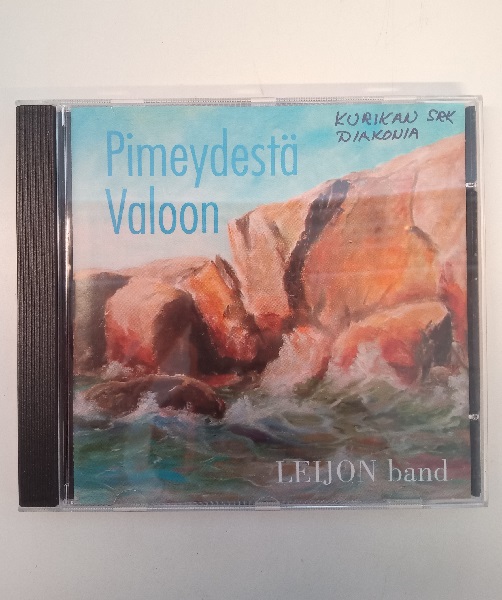 KURIKAN SRK
DIAKONIA
Pimeydestä
Valoon
LEIJON band